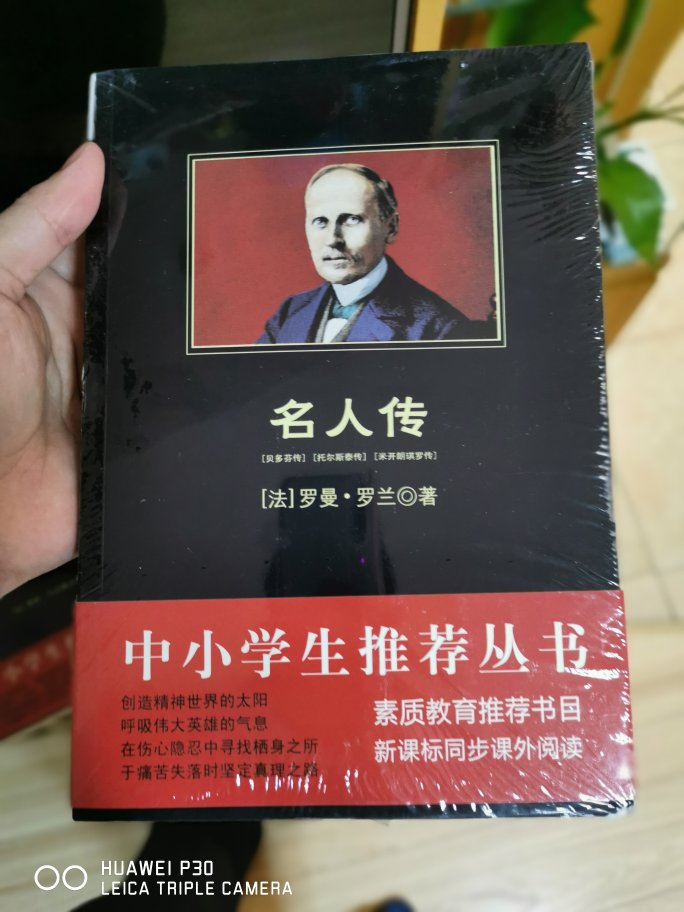 名人传
[贝多芬传] [托尔斯泰传] [米开朗琪罗传]
[法]罗曼·罗兰◎著
中小学生推荐丛书
创造精神世界的太阳
呼吸伟大英雄的气息
在伤心隐忍中寻找栖身之所
于痛苦失落时坚定真理之路
素质教育推荐书目
新课标同步课外阅读
HUAWEI P30
LEICA TRIPLE CAMERA